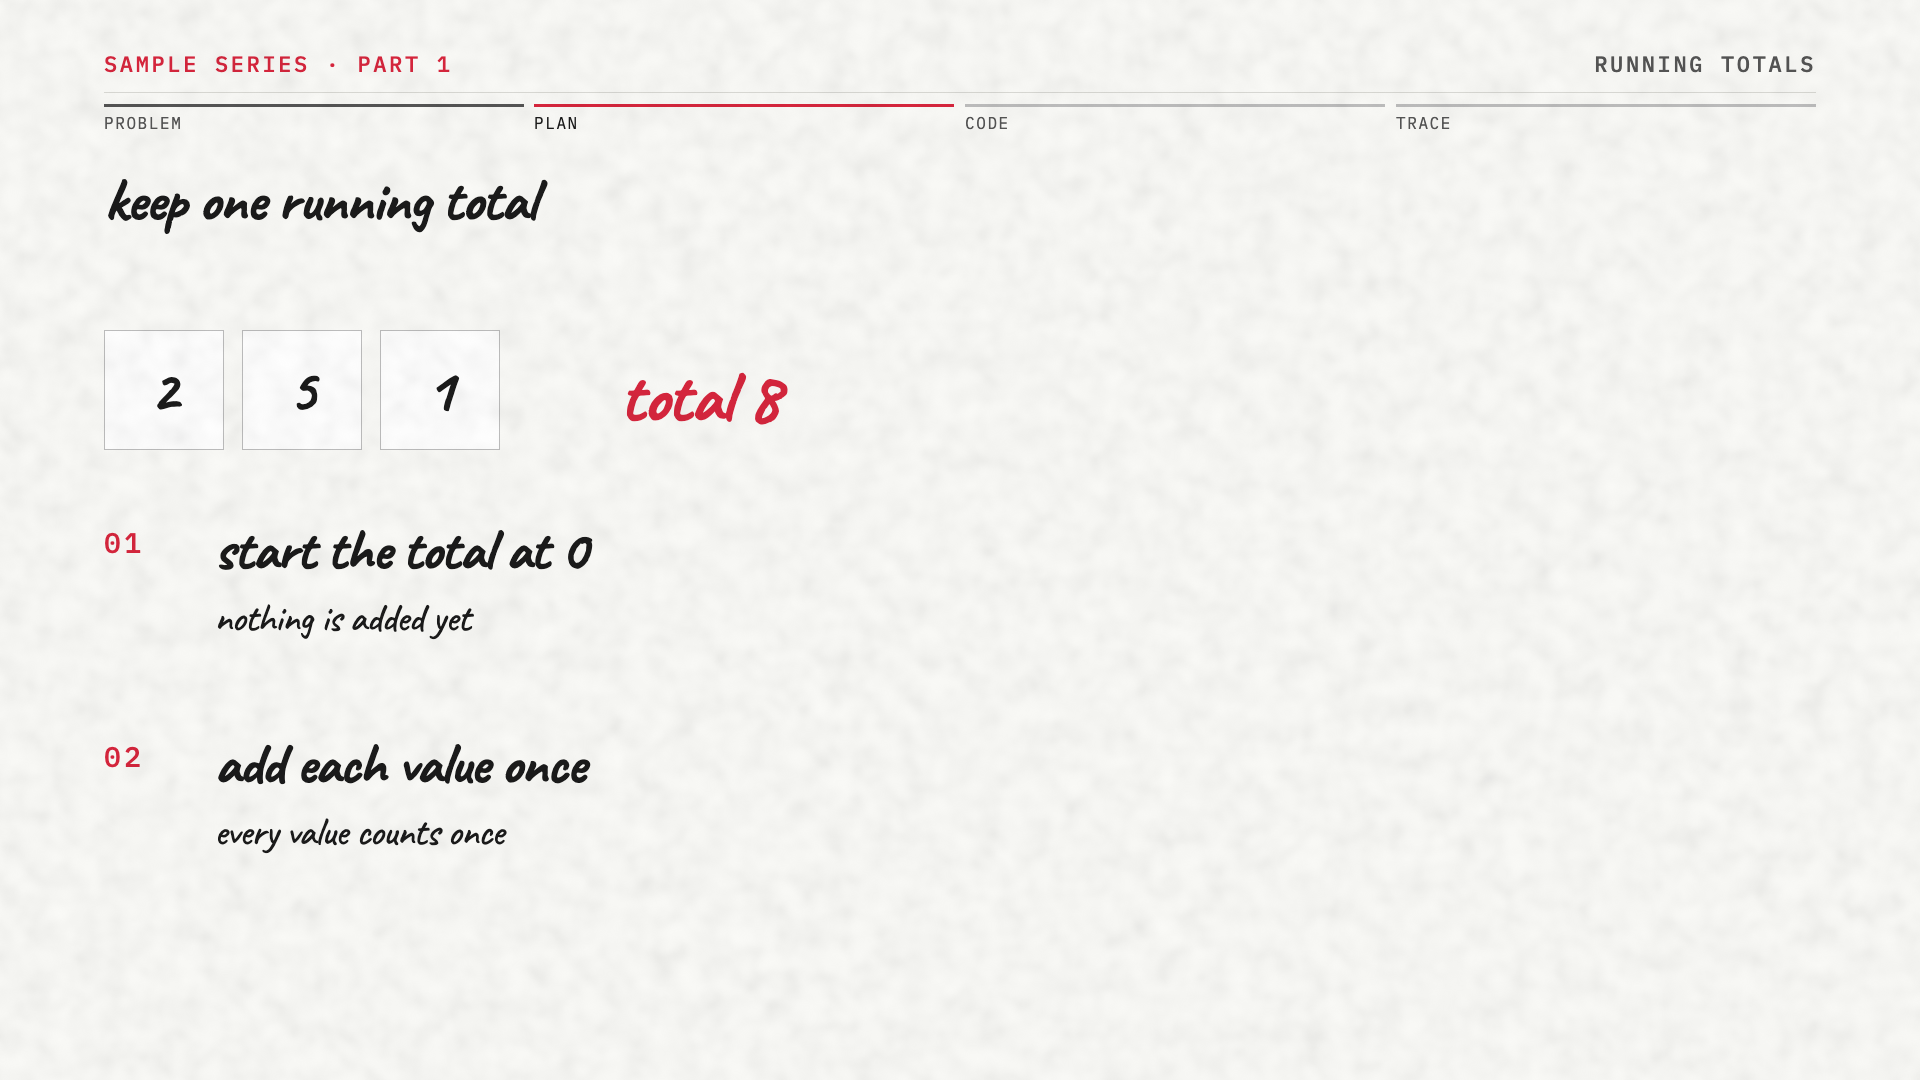 SAMPLE SERIES · PART 1
RUNNING TOTALS
PROBLEM
PLAN
CODE
TRACE
keep one running total
2 5 1
total 8
01
start the total at 0
nothing is added yet
02
add each value once
every value counts once